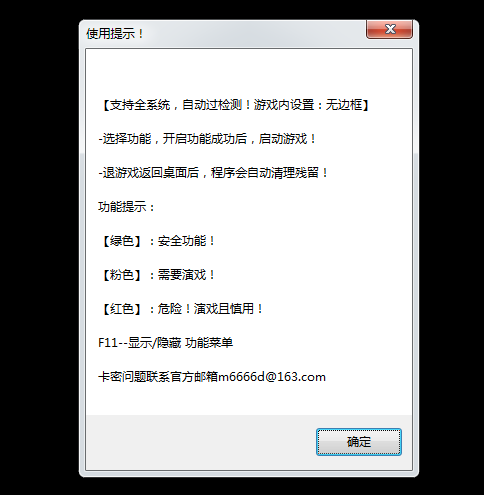 使用提示！
【支持全系统，自动过检测！游戏内设置：无边框】
-选择功能，开启功能成功后，启动游戏！
-退游戏返回桌面后，程序会自动清理残留！
功能提示：
【绿色】：安全功能！
【粉色】：需要演戏！
【红色】：危险！演戏且慎用！
F11--显示/隐藏 功能菜单
卡密问题联系官方邮箱m6666d@163.com
确定